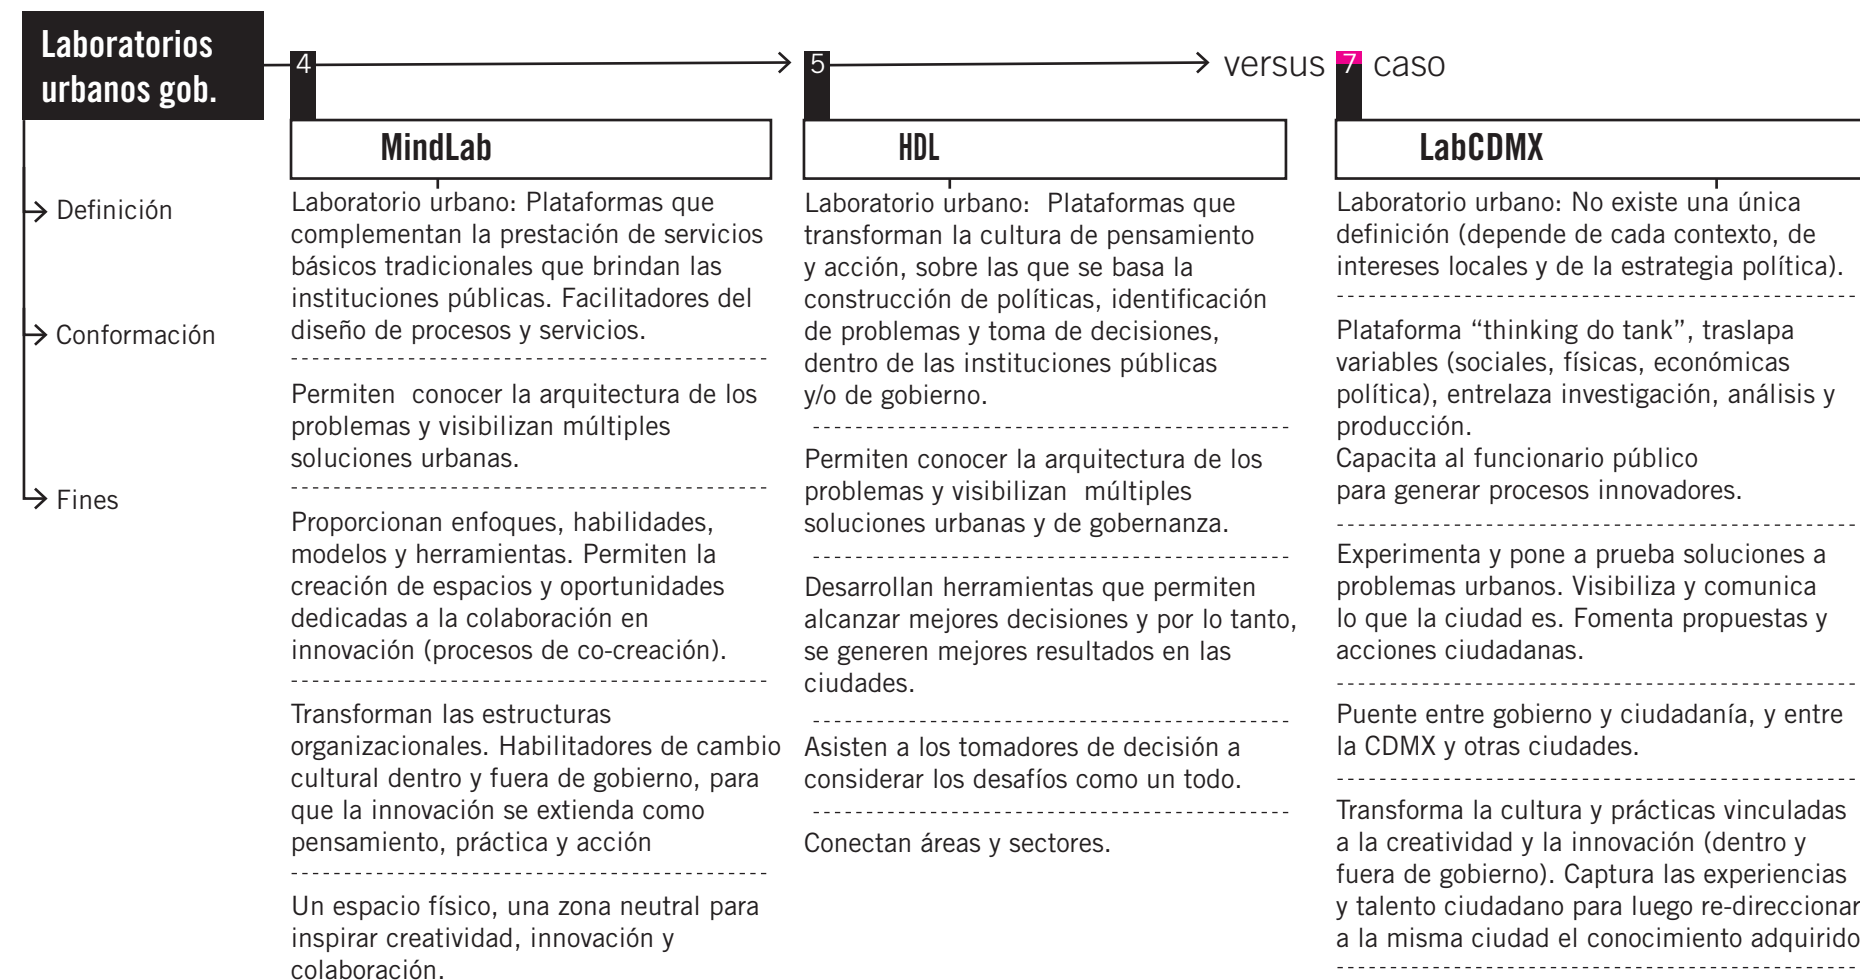 Laboratorios
urbanos gob.
Definición
Conformación
Fines
4
MindLab
Laboratorio urbano: Plataformas que
complementan la prestación de servicios
básicos tradicionales que brindan las
instituciones públicas. Facilitadores del
diseño de procesos y servicios.
Permiten conocer la arquitectura de los
problemas y visibilizan múltiples
soluciones urbanas.
Proporcionan enfoques, habilidades,
modelos y herramientas. Permiten la
creación de espacios y oportunidades
dedicadas a la colaboración en
innovación (procesos de co-creación).
Transforman las estructuras
organizacionales. Habilitadores de cambio
cultural dentro y fuera de gobierno, para
que la innovación se extienda como
pensamiento, práctica y acción
Un espacio físico, una zona neutral para
inspirar creatividad, innovación y
colaboración.
5
HDL
Laboratorio urbano: Plataformas que
transforman la cultura de pensamiento
y acción, sobre las que se basa la
construcción de políticas, identificación
de problemas y toma de decisiones,
dentro de las instituciones públicas
y/o de gobierno.
Permiten conocer la arquitectura de los
problemas y visibilizan múltiples
soluciones urbanas y de gobernanza.
Desarrollan herramientas que permiten
alcanzar mejores decisiones y por lo tanto,
se generen mejores resultados en las
ciudades.
Asisten a los tomadores de decisión a
considerar los desafíos como un todo.
Conectan áreas y sectores.
versus 7 caso
LabCDMX
Laboratorio urbano: No existe una única
definición (depende de cada contexto, de
intereses locales y de la estrategia política).
Plataforma “thinking do tank”, traslapa
variables (sociales, físicas, económicas
política), entrelaza investigación, análisis y
producción.
Capacita al funcionario público
para generar procesos innovadores.
Experimenta y pone a prueba soluciones a
problemas urbanos. Visibiliza y comunica
lo que la ciudad es. Fomenta propuestas y
acciones ciudadanas.
Puente entre gobierno y ciudadanía, y entre
la CDMX y otras ciudades.
Transforma la cultura y prácticas vinculadas
a la creatividad y la innovación (dentro y
fuera de gobierno). Captura las experiencias
y talento ciudadano para luego re-direccionar
a la misma ciudad el conocimiento adquirido